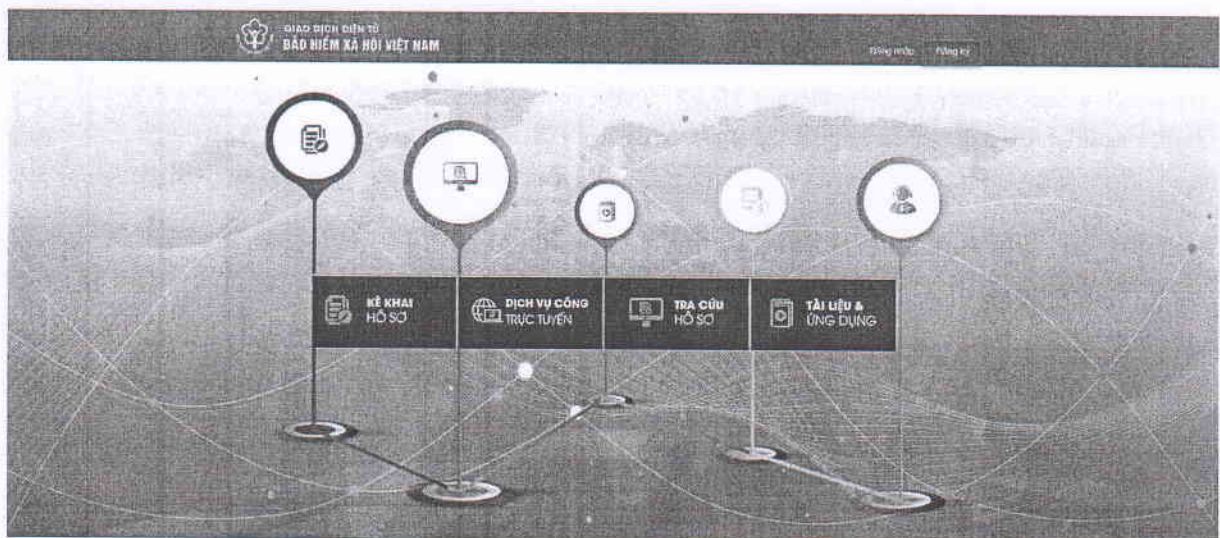 GIAO DỊCH ĐIỆN TỬ
BẢO HIỂM XÃ HỘI VIỆT NAM
Đăng nhập Đăng ký
KÊ KHAI
HỒ SƠ
DỊCH VỤ CÔNG
TRỰC TUYẾN
TRA CỨU
HỒ SƠ
TÀI LIỆU &
ỨNG DỤNG